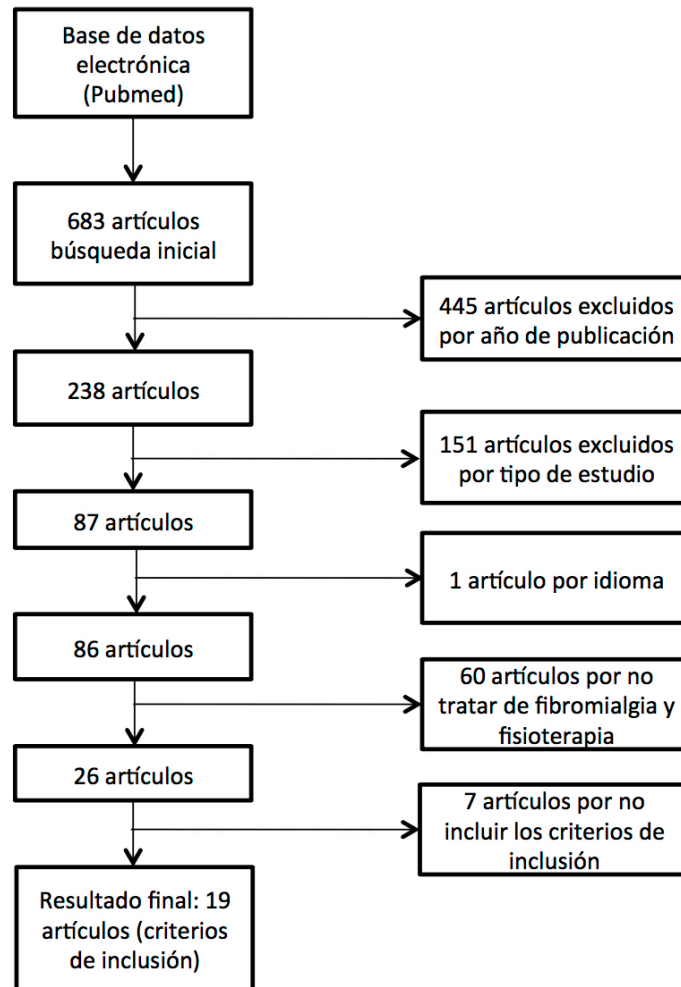 Base de datos
electrónica
(Pubmed)
683 artículos
búsqueda inicial
445 artículos excluidos
por año de publicación
238 artículos
151 artículos excluidos
por tipo de estudio
87 artículos
1 artículo por idioma
86 artículos
60 artículos por no
tratar de fibromialgia y
fisioterapia
26 artículos
7 artículos por no
incluir los criterios de
inclusión
Resultado final: 19
artículos (criterios
de inclusión)